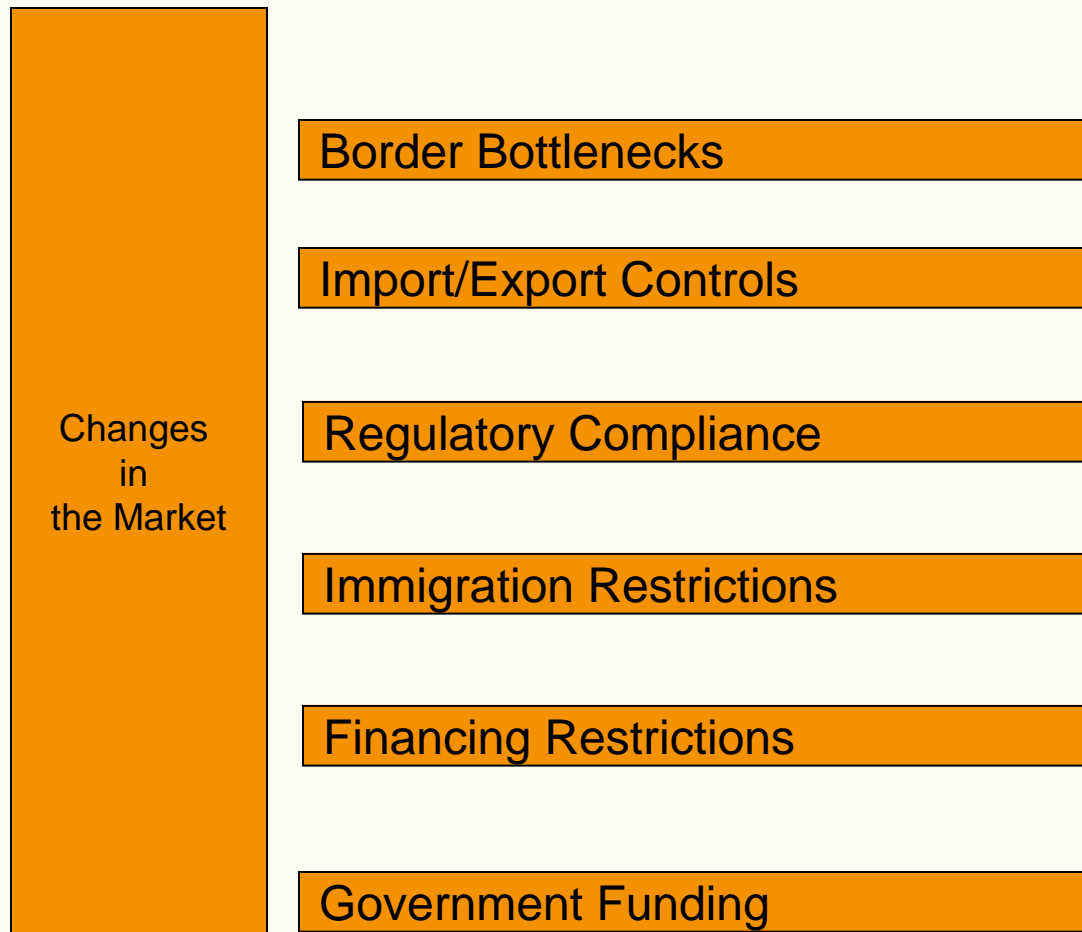 Changes
in
the Market
Border Bottlenecks
Import/Export Controls
Regulatory Compliance
Immigration Restrictions
Financing Restrictions
Government Funding